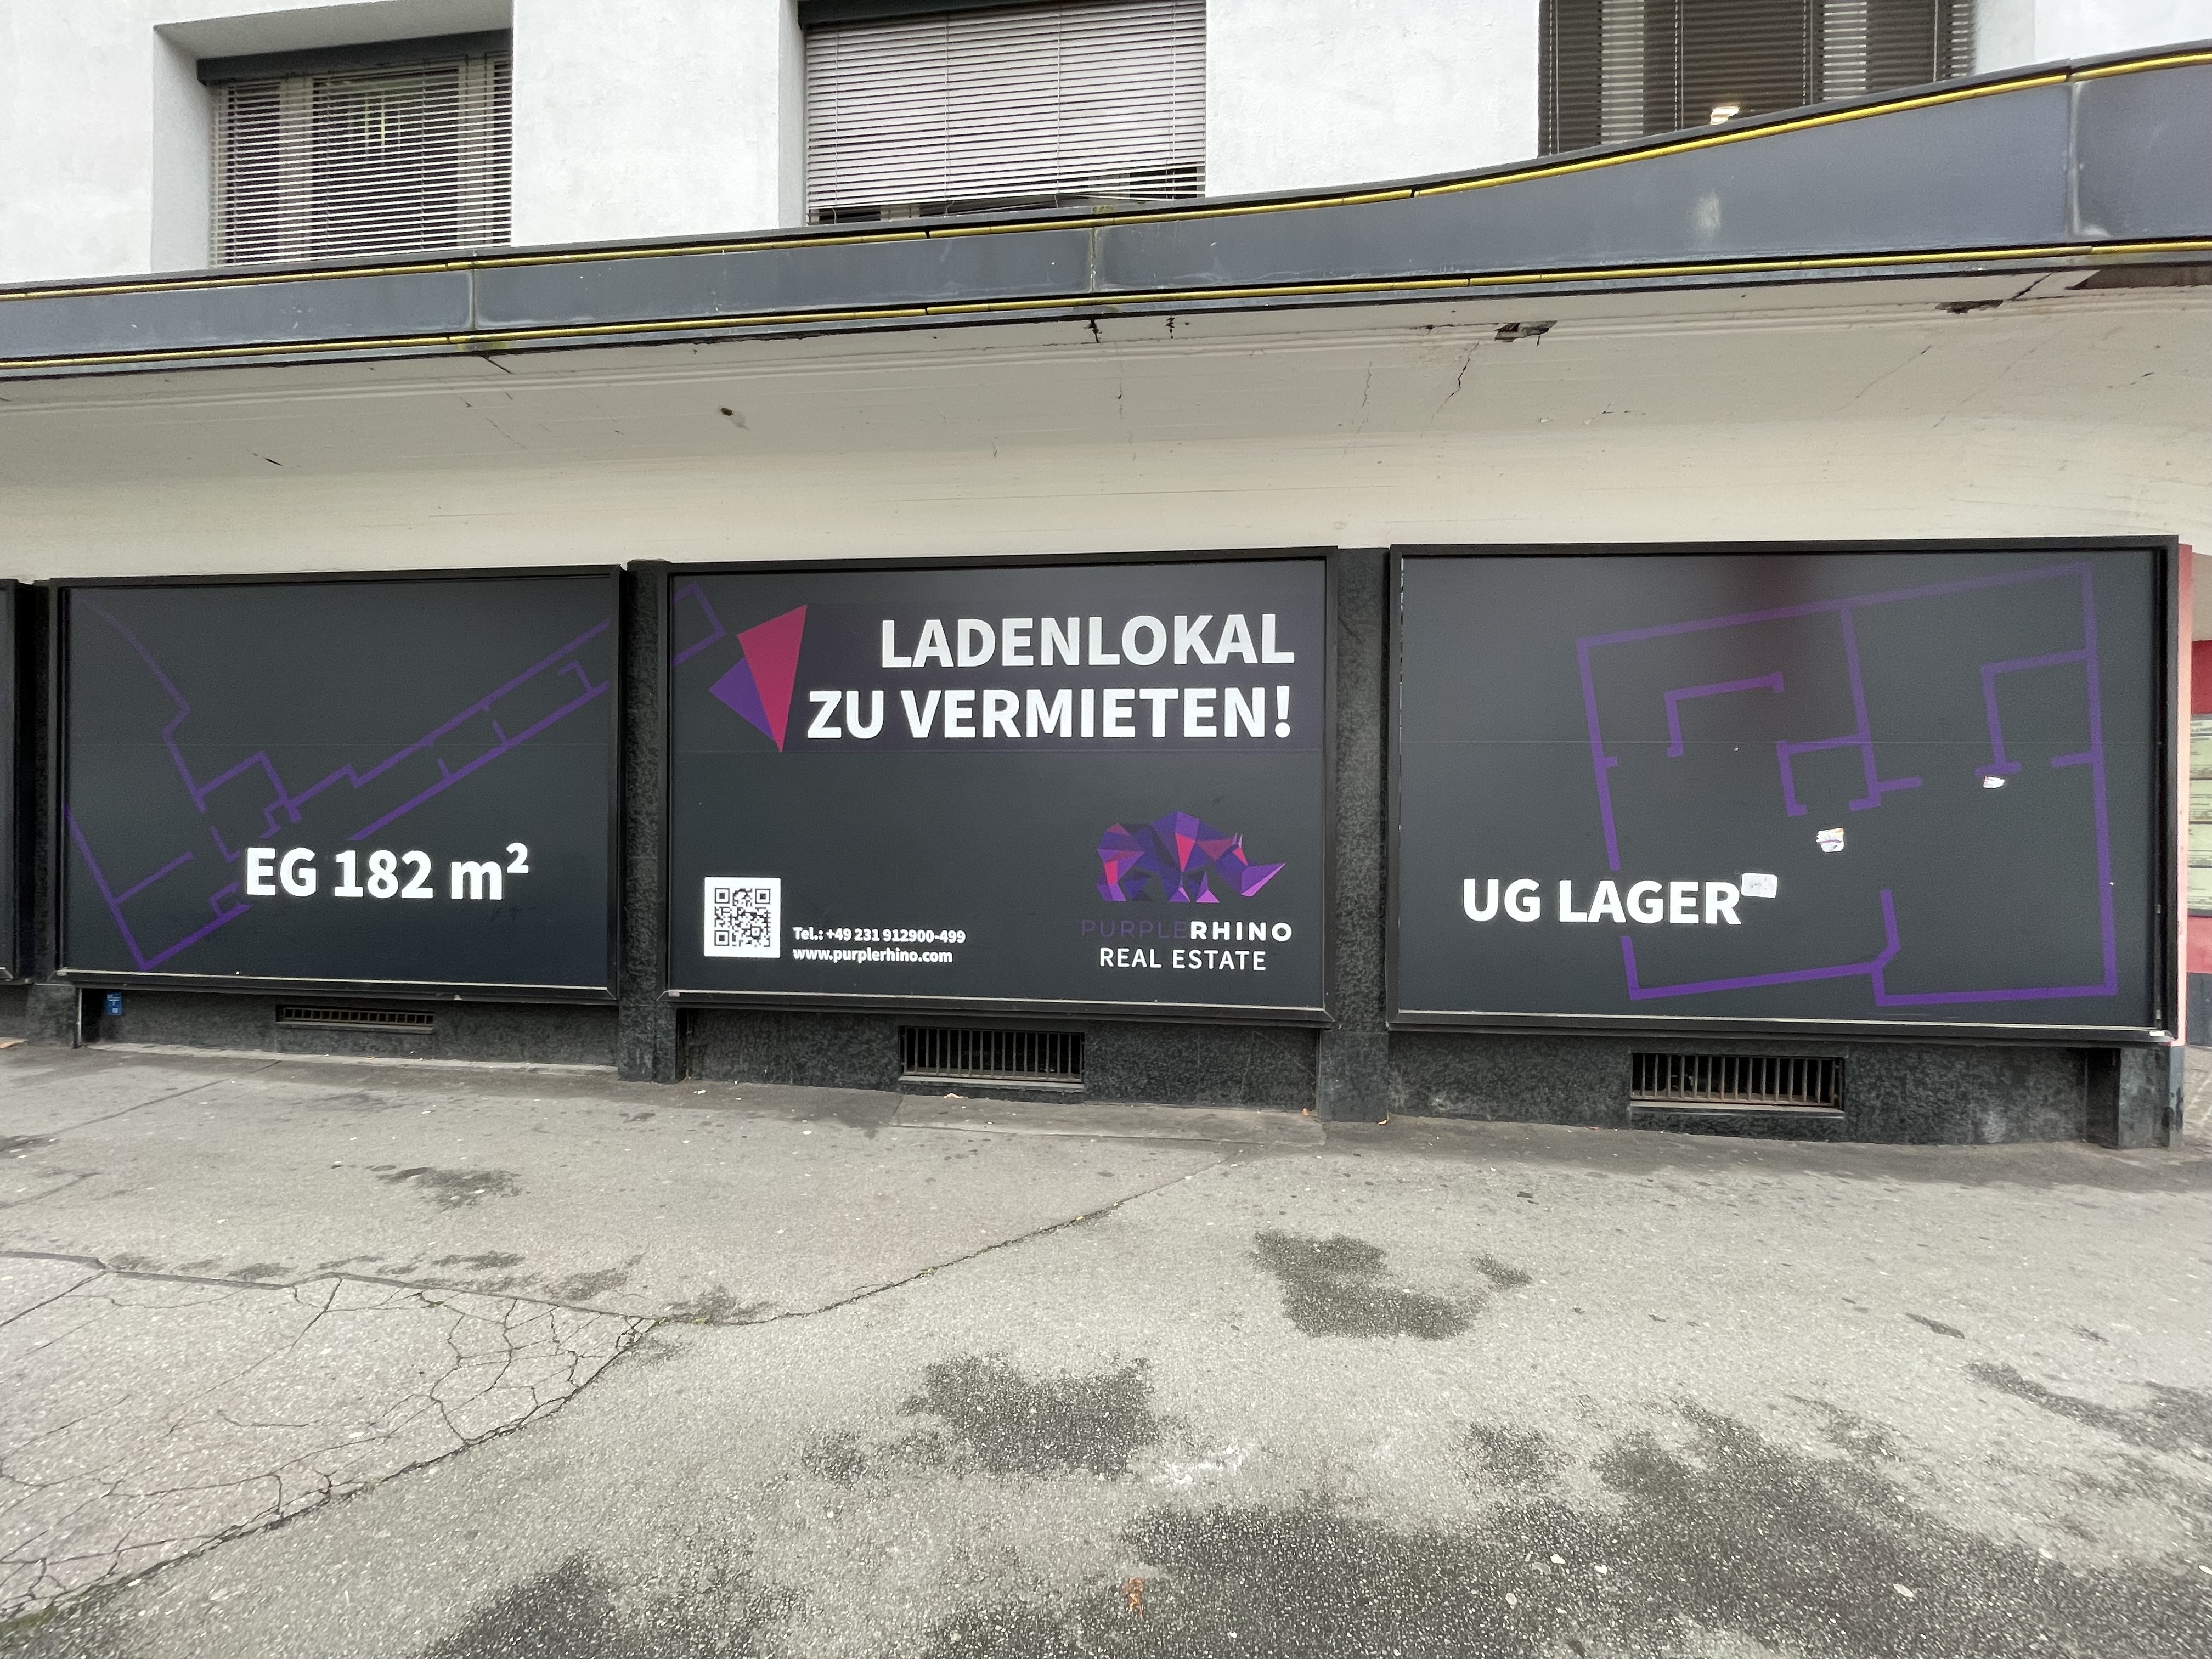 EG 182 m²
LADENLOKAL
ZU VERMIETEN!
Tel.: +49 231 912900-499
www.purplerhino.com
PURPLERHINO
REAL ESTATE
UG LAGER